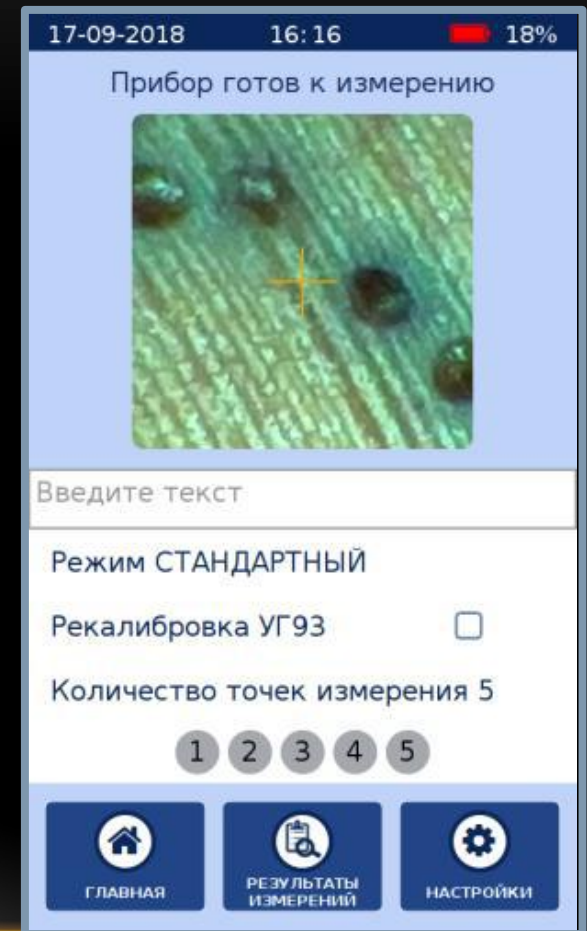 17-09-2018 16:16 18%
Прибор готов к измерению
Введите текст
Режим СТАНДАРТНЫЙ
Рекалибровка УГ93
Количество точек измерения 5
1 2 3 4 5
ГЛАВНАЯ
РЕЗУЛЬТАТЫ
ИЗМЕРЕНИЙ
НАСТРОЙКИ